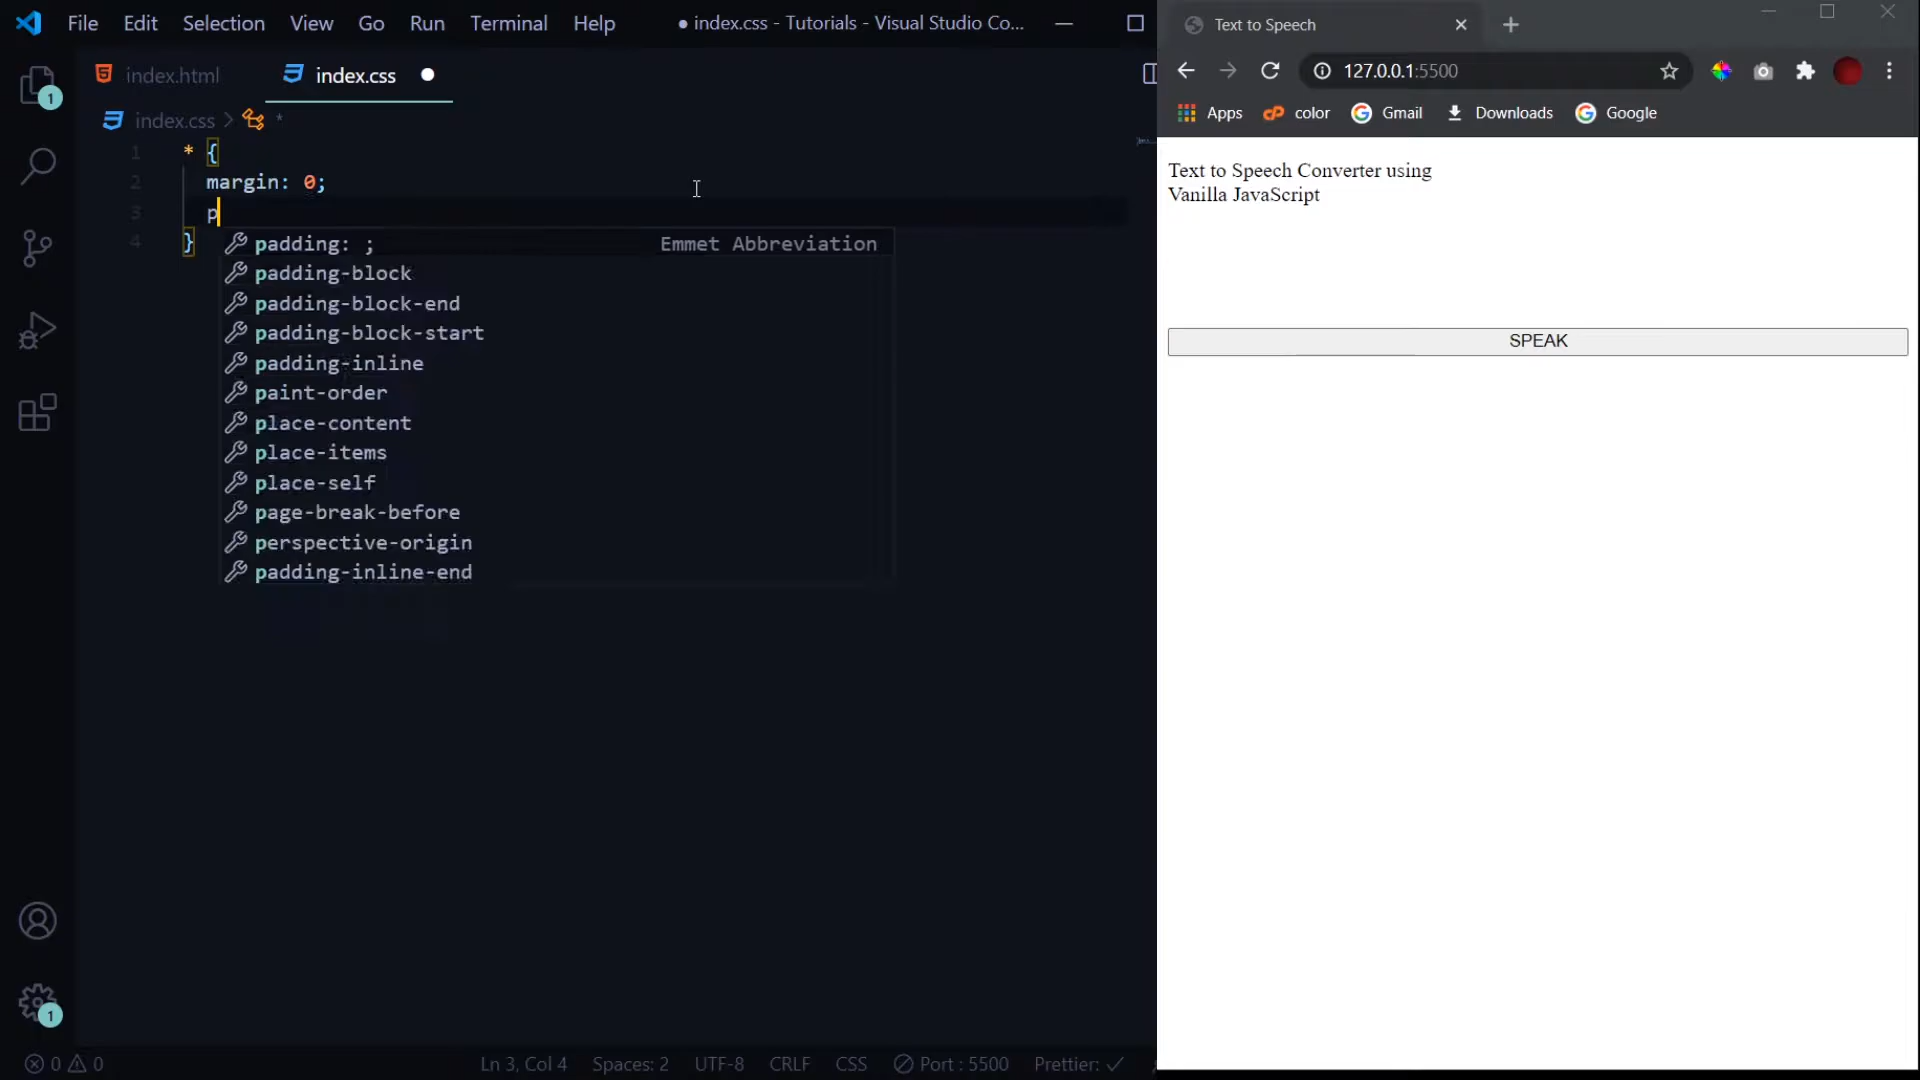 File Edit Selection View Go Run Terminal Help ● index.css - Tutorials - Visual Studio Co...
index.html index.css
index.css > *
1 * {
2 margin: 0;
3 p
4 }
padding: ; Emmet Abbreviation
padding-block
padding-block-end
padding-block-start
padding-inline
paint-order
place-content
place-items
place-self
page-break-before
perspective-origin
padding-inline-end
1
1
0 0 Ln 3, Col 4 Spaces: 2 UTF-8 CRLF CSS Port : 5500 Prettier: ✓
Text to Speech
127.0.0.1:5500
Apps color Gmail Downloads Google
Text to Speech Converter using
Vanilla JavaScript
SPEAK